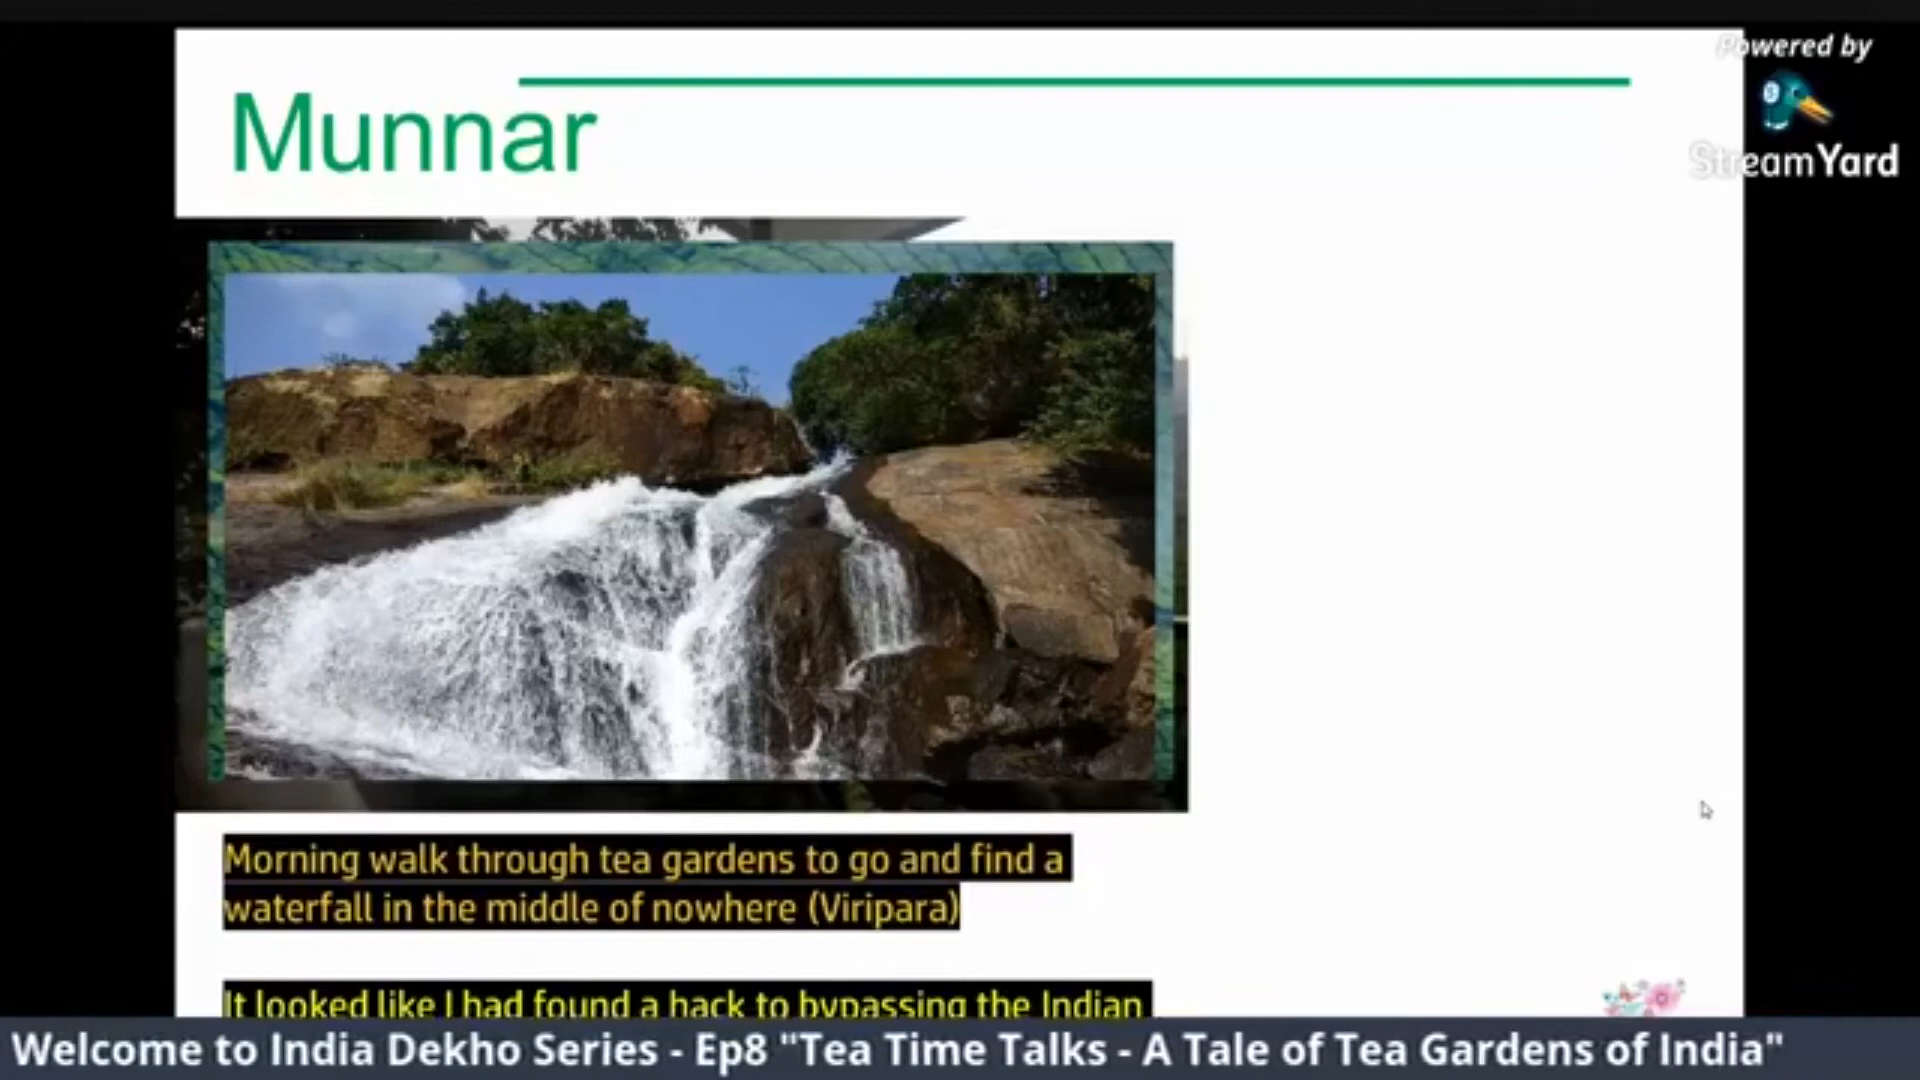 Powered by
StreamYard
Munnar
Morning walk through tea gardens to go and find a
waterfall in the middle of nowhere (Viripara)
It looked like I had found a hack to bypassing the Indian
Welcome to India Dekho Series - Ep8 "Tea Time Talks - A Tale of Tea Gardens of India"